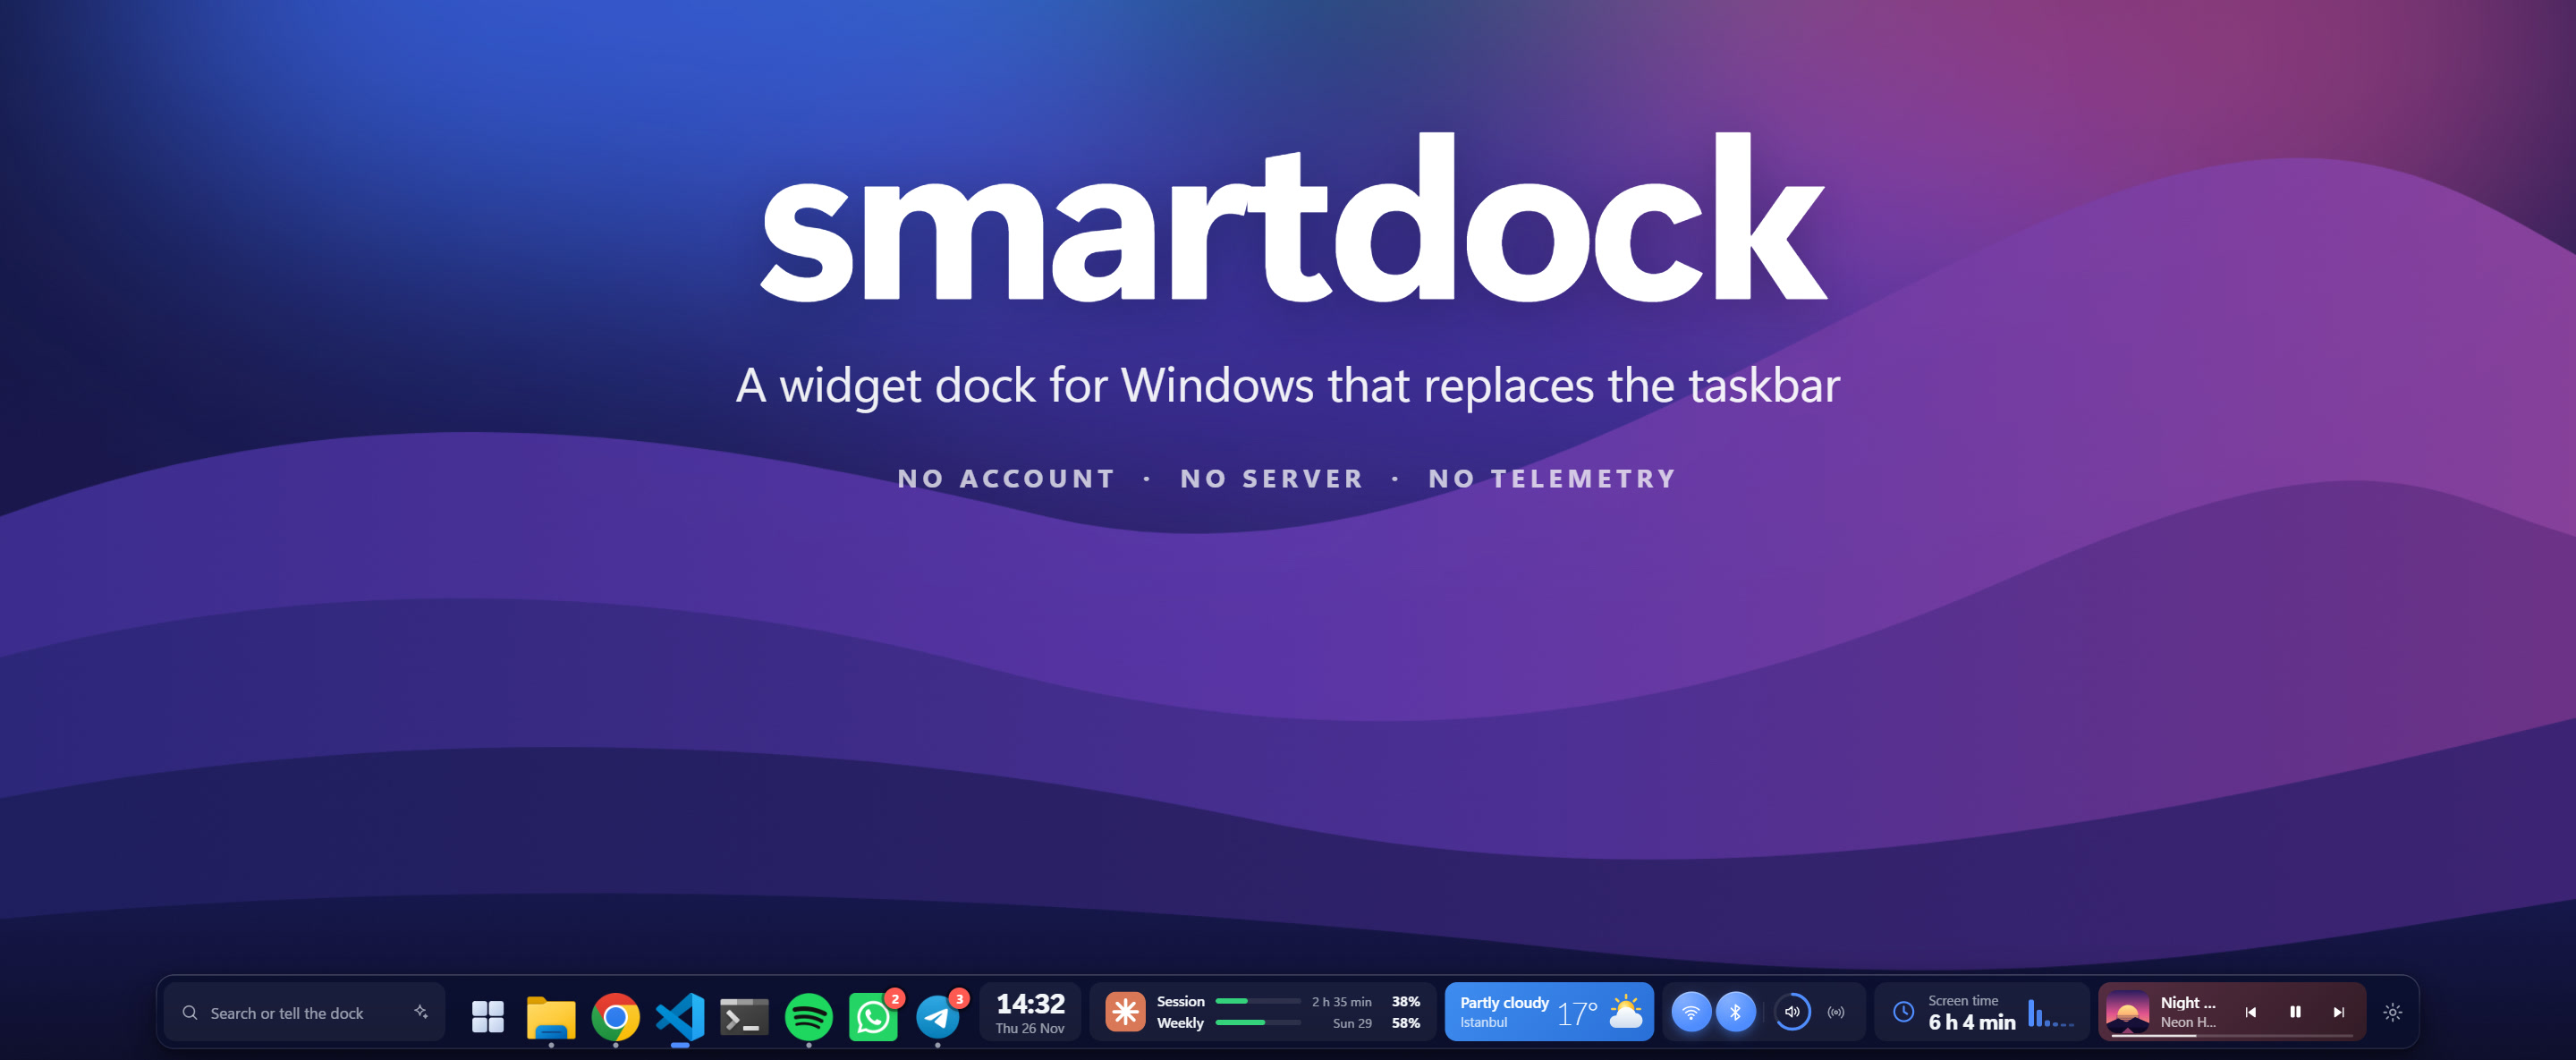 smartdock
A widget dock for Windows that replaces the taskbar
NO ACCOUNT · NO SERVER · NO TELEMETRY
Search or tell the dock
2
3
14:32
Thu 26 Nov
Session 2 h 35 min 38%
Weekly Sun 29 58%
Partly cloudy
Istanbul
17°
Screen time
6 h 4 min
Night ...
Neon H...